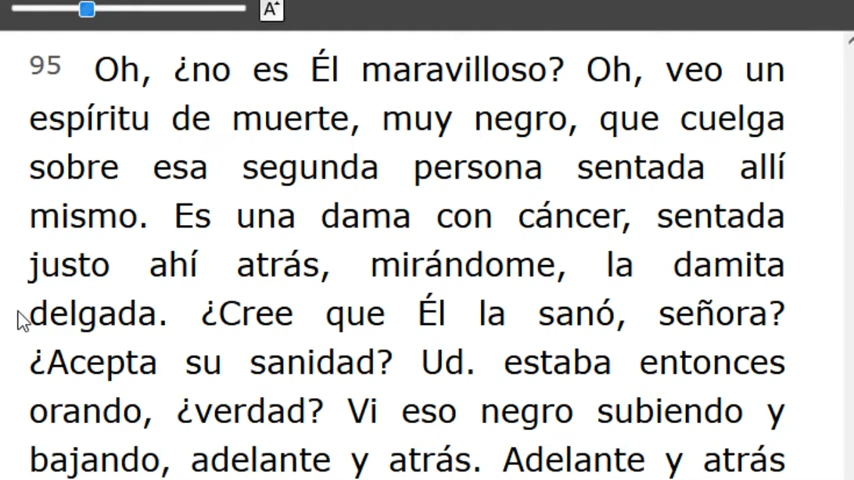 A
95 Oh, ¿no es Él maravilloso? Oh, veo un
espíritu de muerte, muy negro, que cuelga
sobre esa segunda persona sentada allí
mismo. Es una dama con cáncer, sentada
justo ahí atrás, mirándome, la damita
delgada. ¿Cree que Él la sanó, señora?
¿Acepta su sanidad? Ud. estaba entonces
orando, ¿verdad? Vi eso negro subiendo y
bajando, adelante y atrás. Adelante y atrás